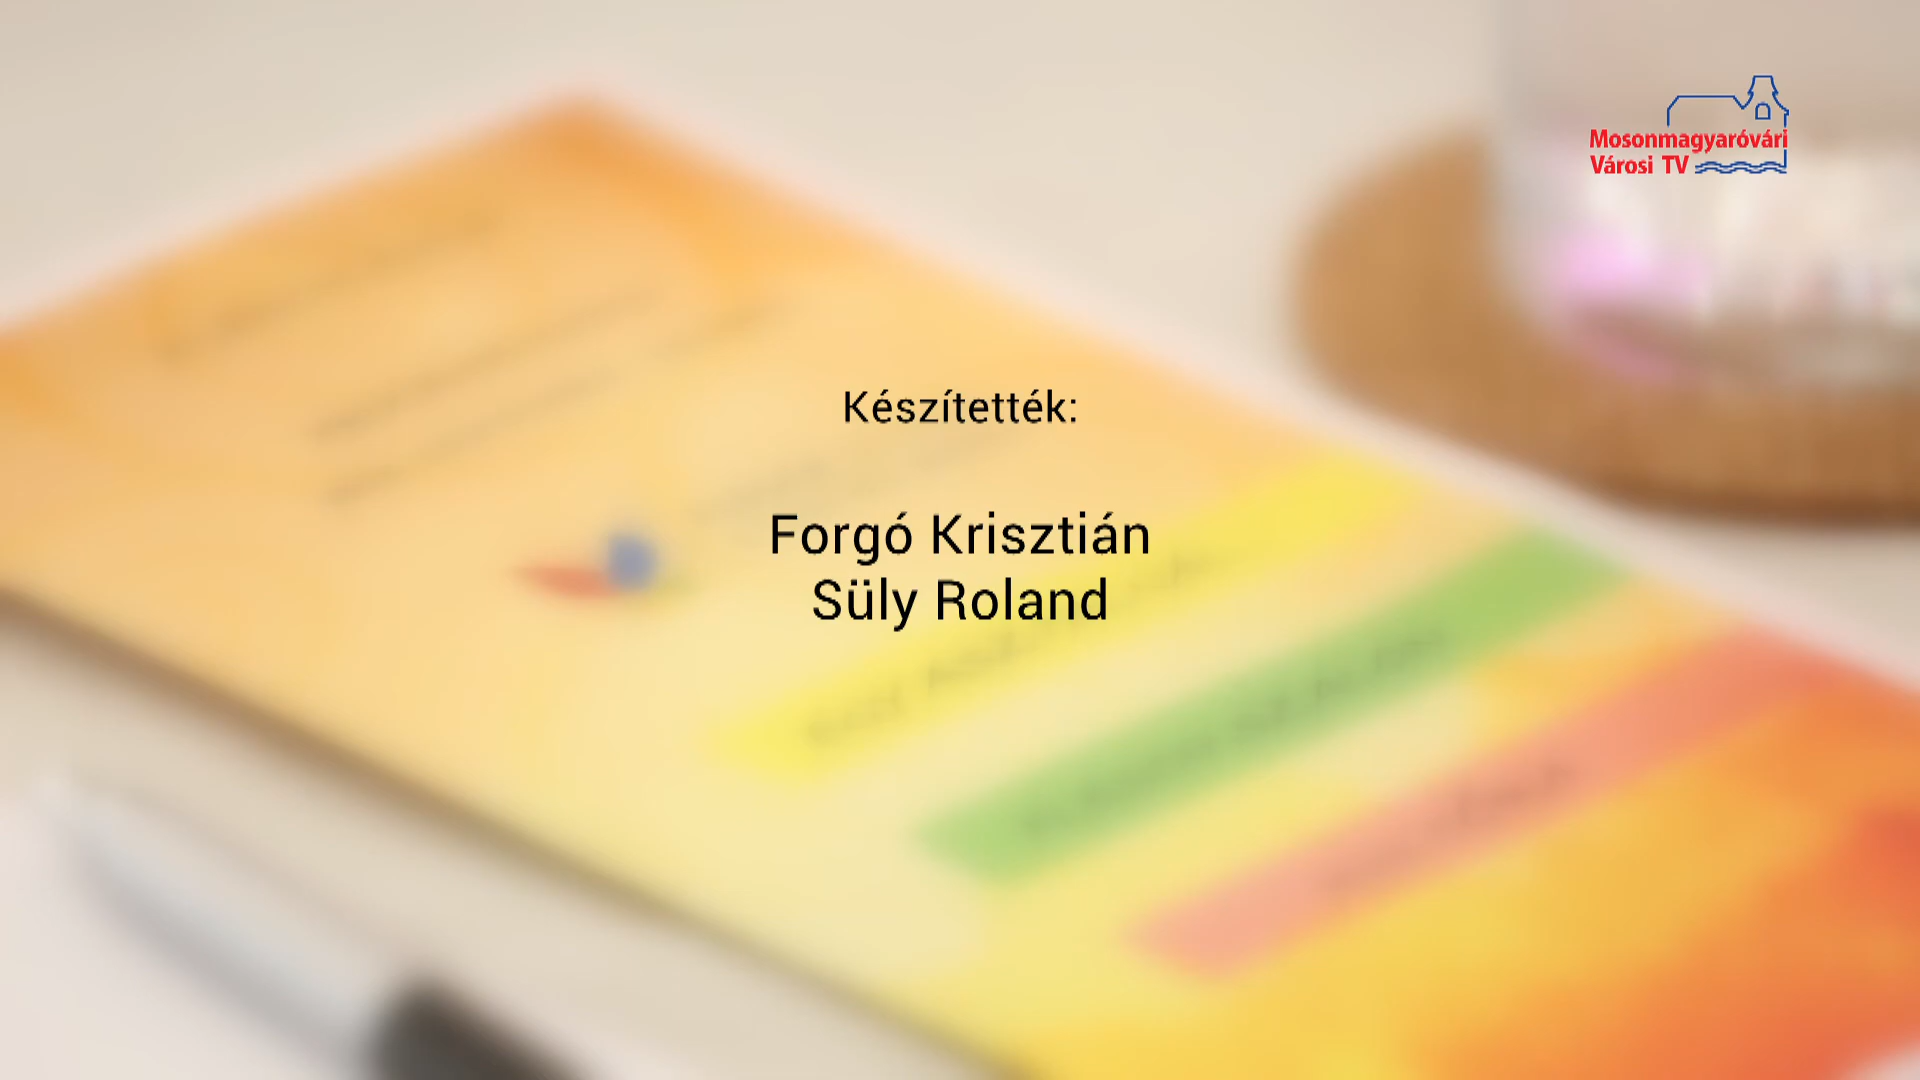 Mosonmagyaróvári
Városi TV
Készítették:
Forgó Krisztián
Süly Roland